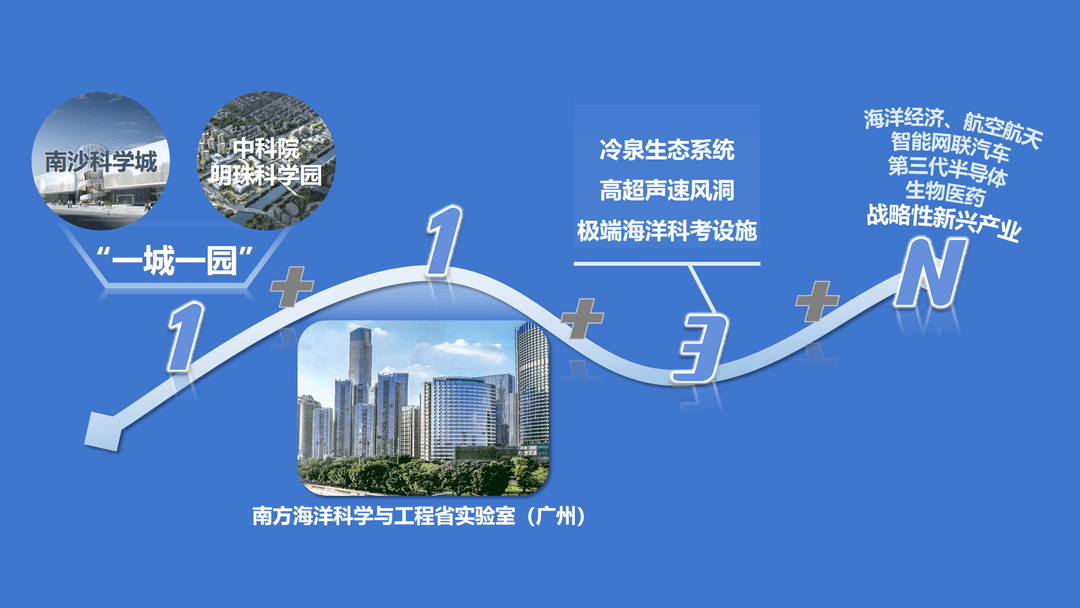 南沙科学城
中科院
明珠科学园
“一城一园”
1
+
1
南方海洋科学与工程省实验室（广州）
+
冷泉生态系统
高超声速风洞
极端海洋科考设施
3
+
海洋经济、航空航天
智能网联汽车
第三代半导体
生物医药
战略性新兴产业
N